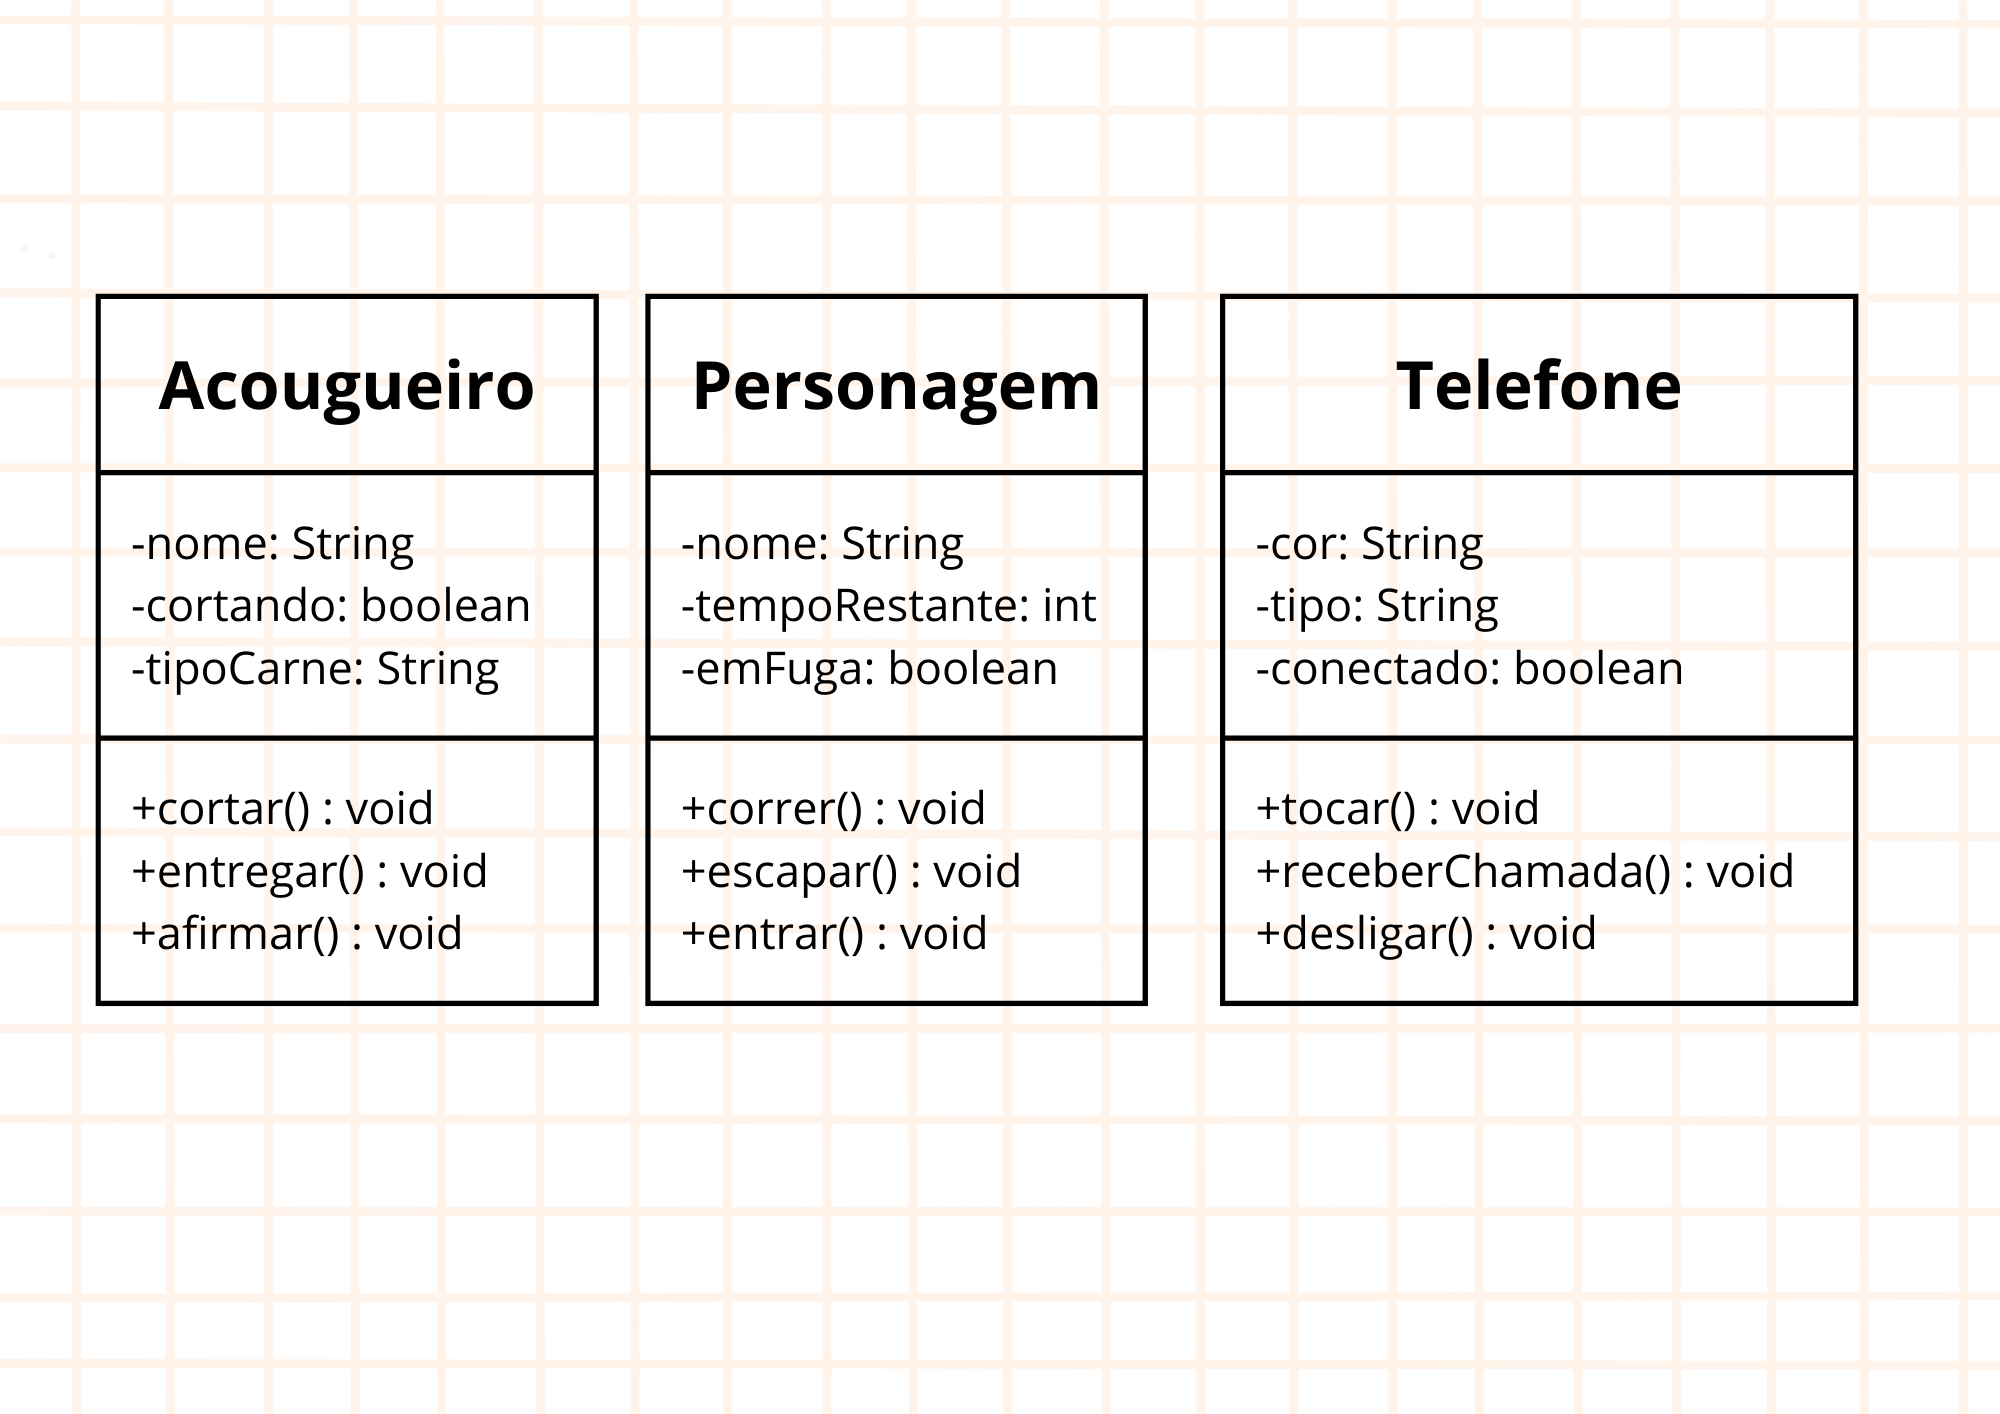 Acougueiro
-nome: String
-cortando: boolean
-tipoCarne: String
+cortar() : void
+entregar() : void
+afirmar() : void
Personagem
-nome: String
-tempoRestante: int
-emFuga: boolean
+correr() : void
+escapar() : void
+entrar() : void
Telefone
-cor: String
-tipo: String
-conectado: boolean
+tocar() : void
+receberChamada() : void
+desligar() : void